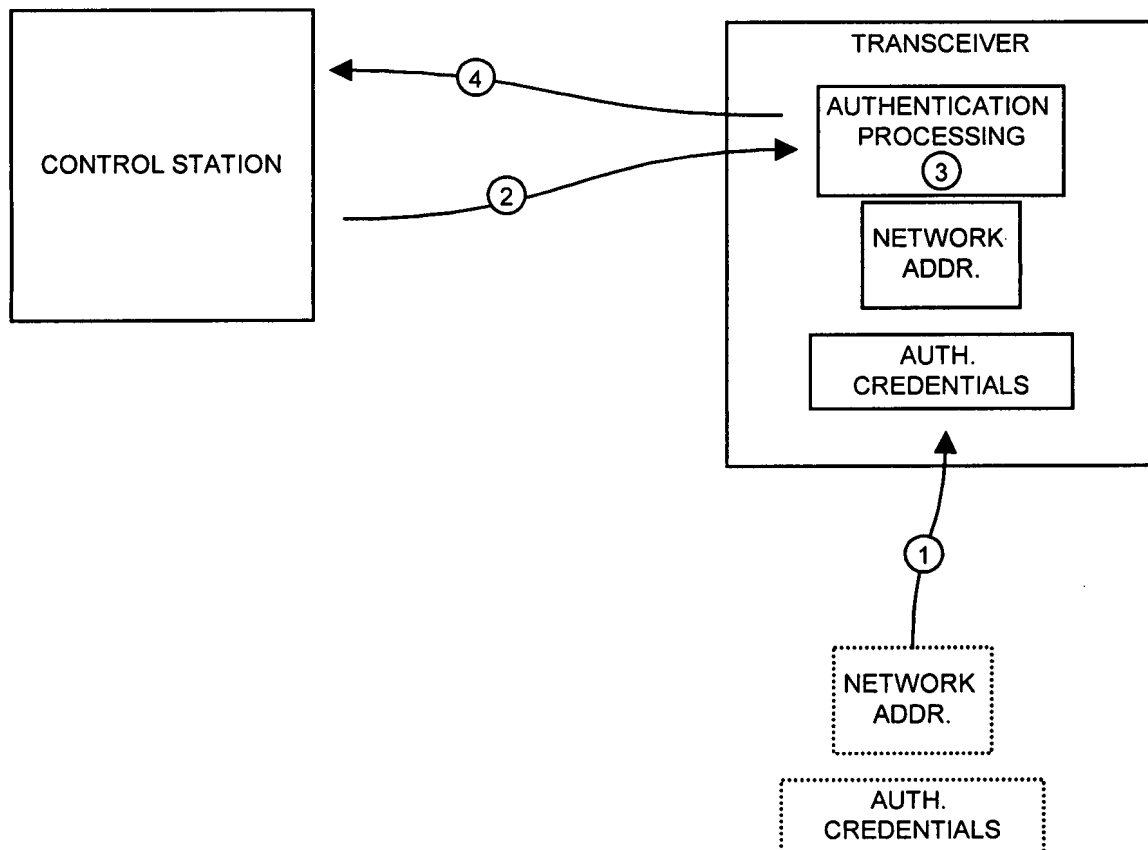 TRANSCEIVER
4
AUTHENTICATION
PROCESSING
3
CONTROL STATION
2
NETWORK
ADDR.
AUTH.
CREDENTIALS
1
NETWORK
ADDR.
AUTH.
CREDENTIALS